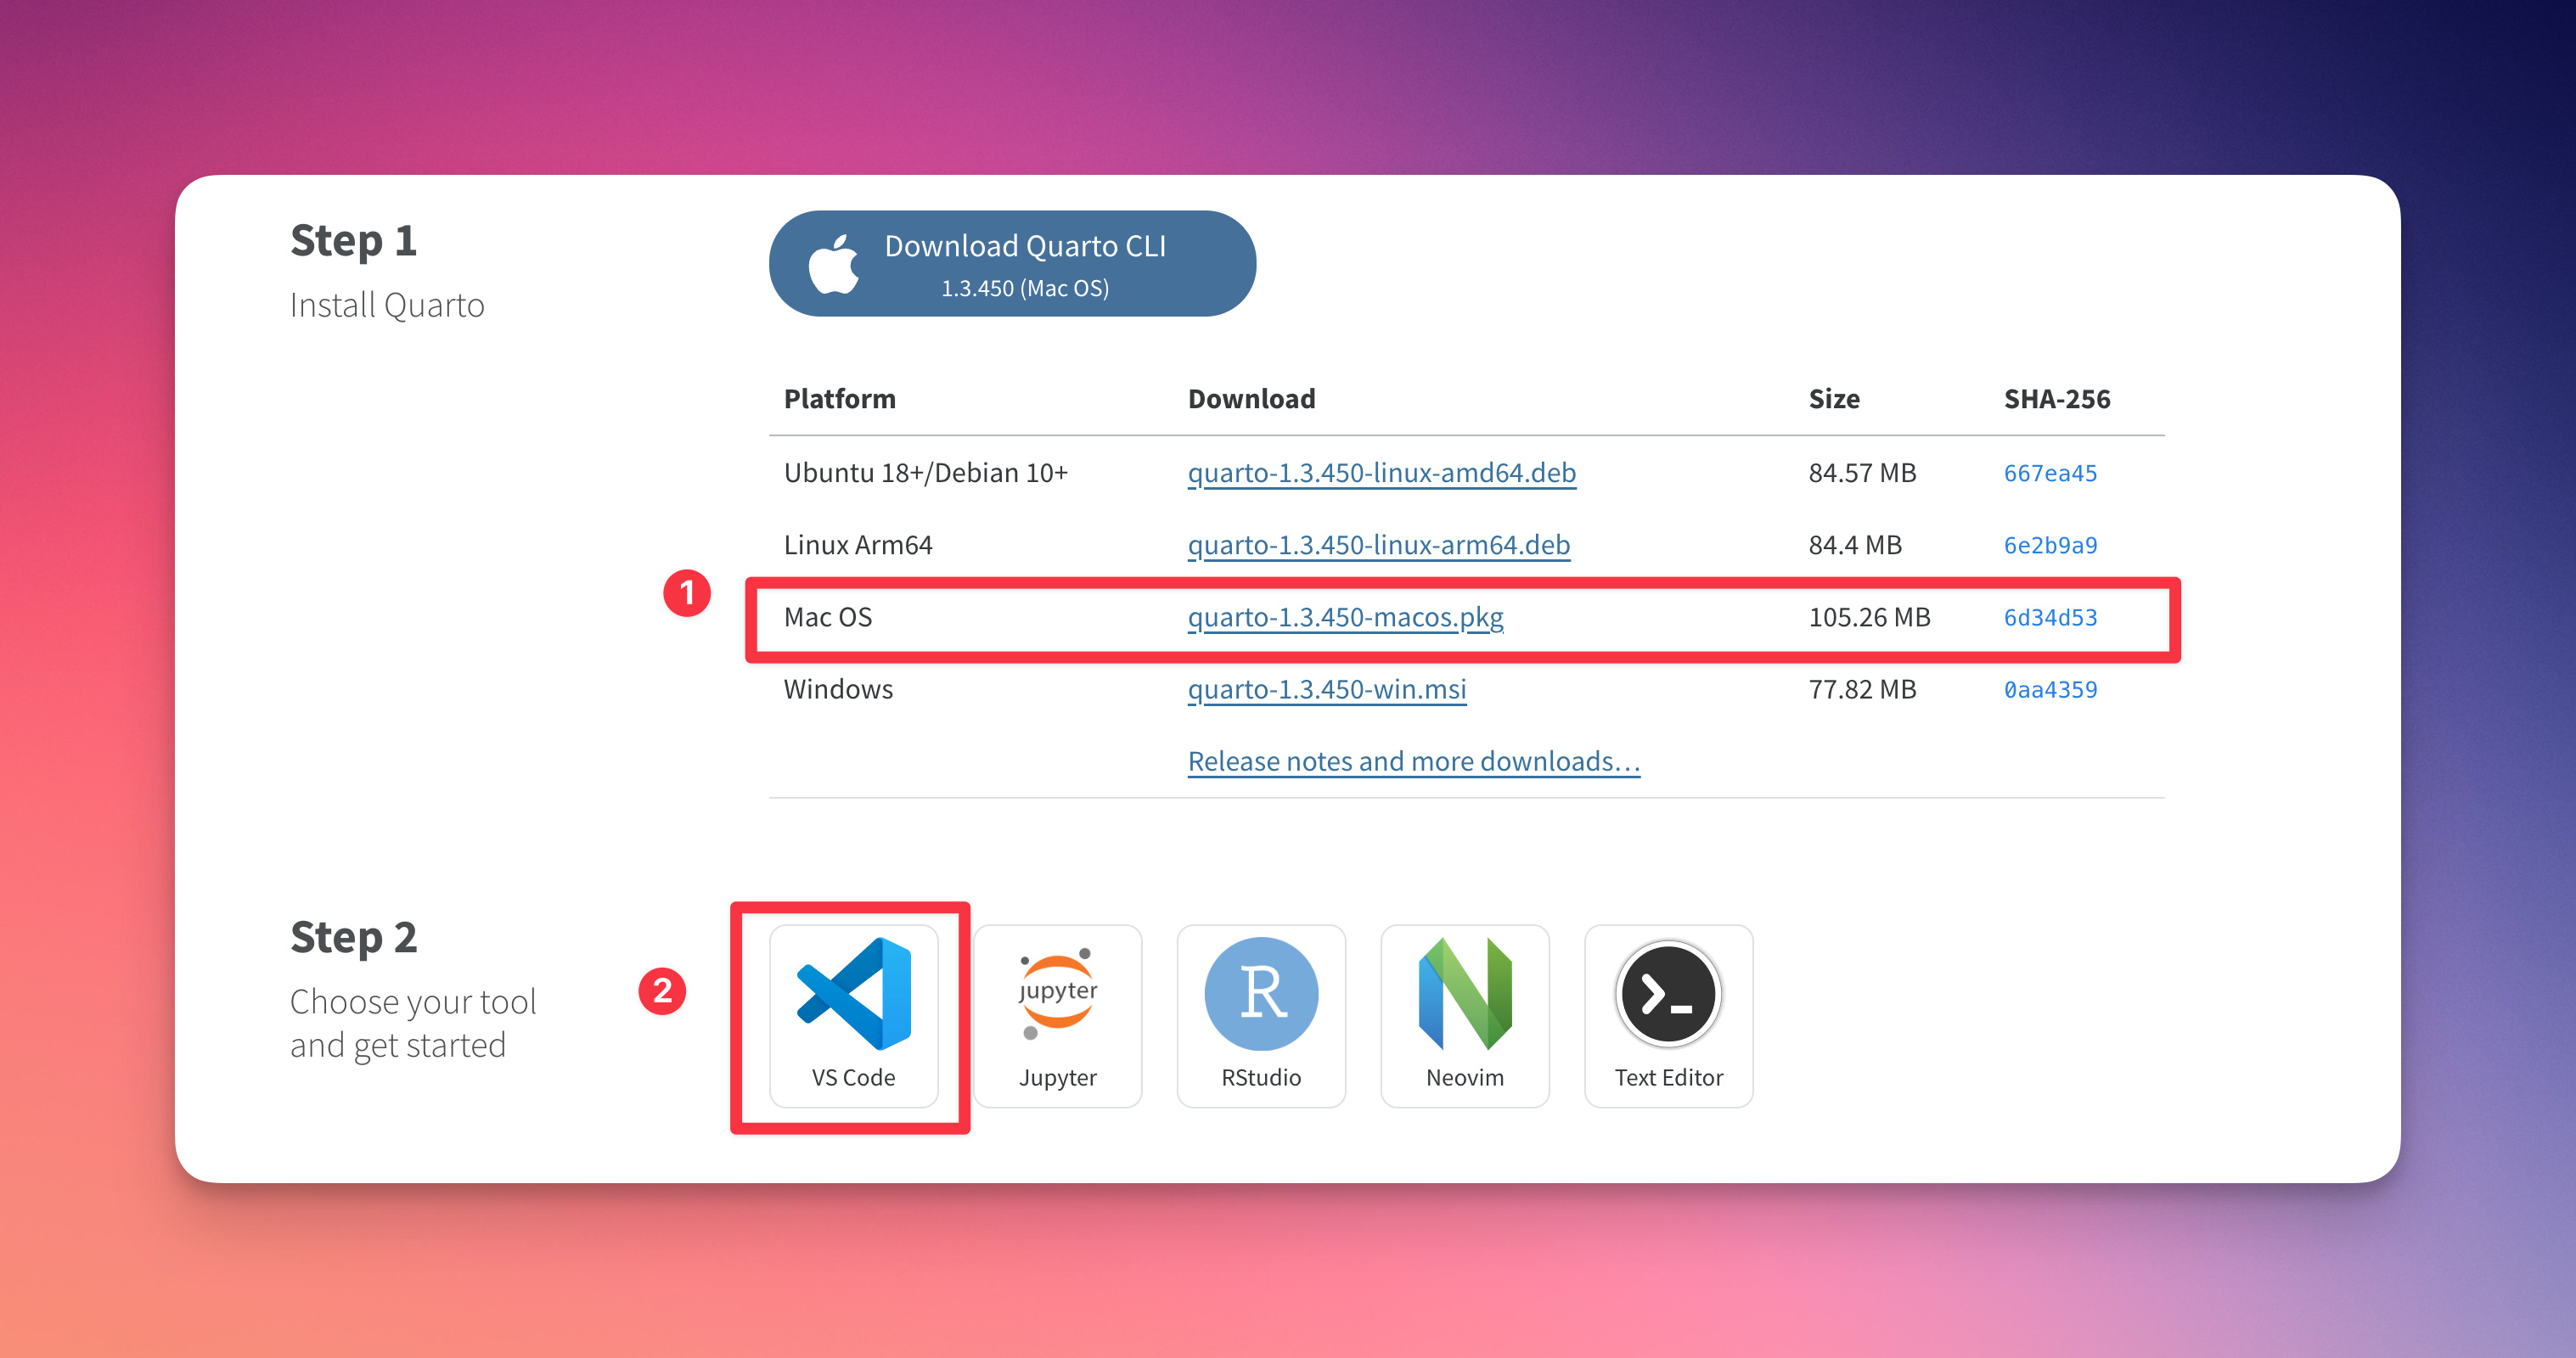 Step 1
Install Quarto
Download Quarto CLI
1.3.450 (Mac OS)
Platform Download Size SHA-256
Ubuntu 18+/Debian 10+ quarto-1.3.450-linux-amd64.deb 84.57 MB 667ea45
Linux Arm64 quarto-1.3.450-linux-arm64.deb 84.4 MB 6e2b9a9
1
Mac OS quarto-1.3.450-macos.pkg 105.26 MB 6d34d53
Windows quarto-1.3.450-win.msi 77.82 MB 0aa4359
Release notes and more downloads…
Step 2
Choose your tool
and get started
2
jupyter
R
VS Code Jupyter RStudio Neovim Text Editor